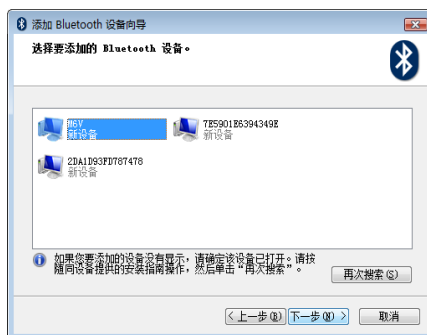 添加 Bluetooth 设备向导
选择要添加的 Bluetooth 设备。
M6V
新设备
7E5901E6394349E
新设备
2DA1D93FD787478
新设备
如果您要添加的设备没有显示，请确定该设备已打开。请按
随同设备提供的安装指南操作，然后单击“再次搜索”。
再次搜索(S)
< 上一步(B)
下一步(N) >
取消